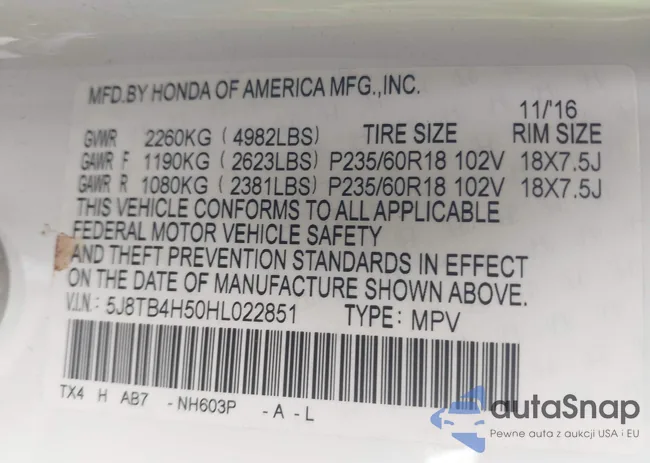 MFD.BY HONDA OF AMERICA MFG.,INC.
11/'16
GVWR 2260KG (4982LBS) TIRE SIZE RIM SIZE
GAWR F 1190KG (2623LBS) P235/60R18 102V 18X7.5J
GAWR R 1080KG (2381LBS) P235/60R18 102V 18X7.5J
THIS VEHICLE CONFORMS TO ALL APPLICABLE
FEDERAL MOTOR VEHICLE SAFETY
AND THEFT PREVENTION STANDARDS IN EFFECT
ON THE DATE OF MANUFACTURE SHOWN ABOVE.
V.I.N.: 5J8TB4H50HL022851 TYPE: MPV
TX4 H AB7 -NH603P -A-L
autaSnap
Pewne auta z aukcji USA i EU